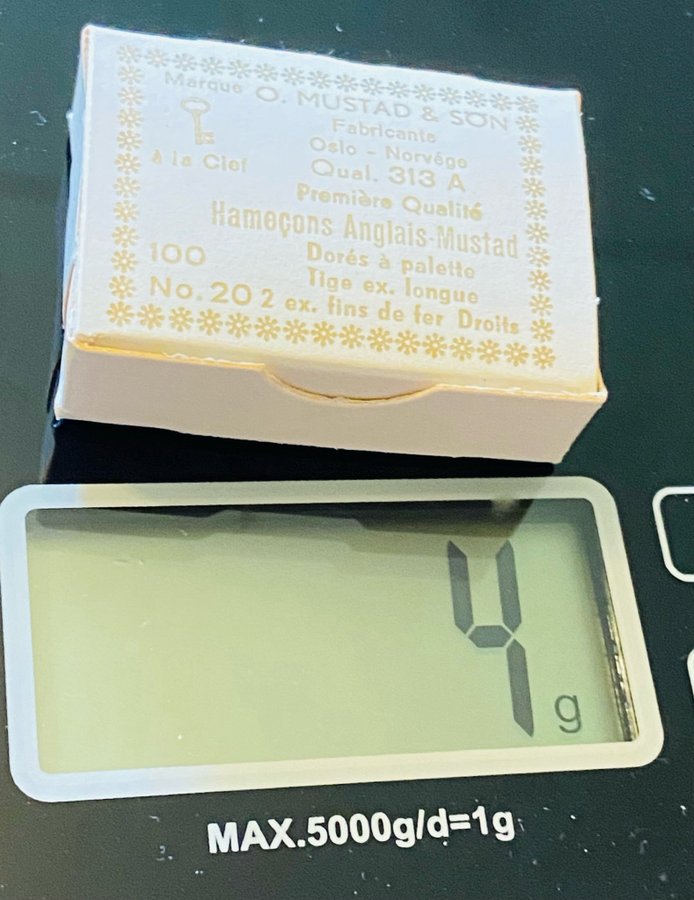 Marque O. MUSTAD & SON
Fabricante
à la Clef Oslo - Norvége
Qual. 313 A
Première Qualité
Hameçons Anglais-Mustad
100 Dorés à palette
Tige ex. longue
No. 20 2 ex. fins de fer Droits
4 g
MAX.5000g/d=1g